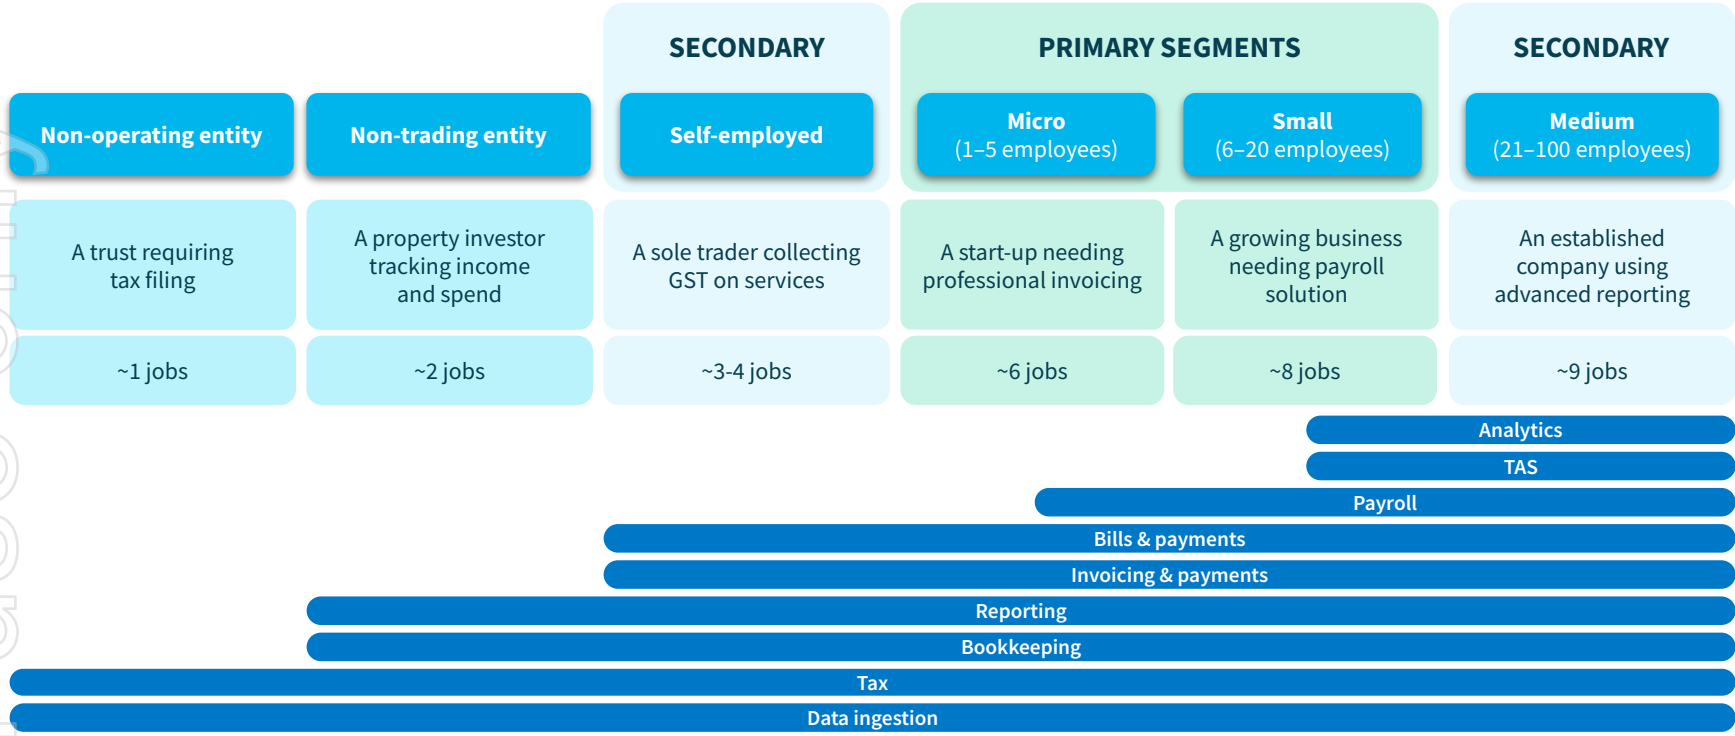 SECONDARY
PRIMARY SEGMENTS
SECONDARY
Non-operating entity
Non-trading entity
Self-employed
Micro
(1–5 employees)
Small
(6–20 employees)
Medium
(21–100 employees)
A trust requiring
tax filing
A property investor
tracking income
and spend
A sole trader collecting
GST on services
A start-up needing
professional invoicing
A growing business
needing payroll
solution
An established
company using
advanced reporting
~1 jobs
~2 jobs
~3-4 jobs
~6 jobs
~8 jobs
~9 jobs
Analytics
TAS
Payroll
Bills & payments
Invoicing & payments
Reporting
Bookkeeping
Tax
Data ingestion